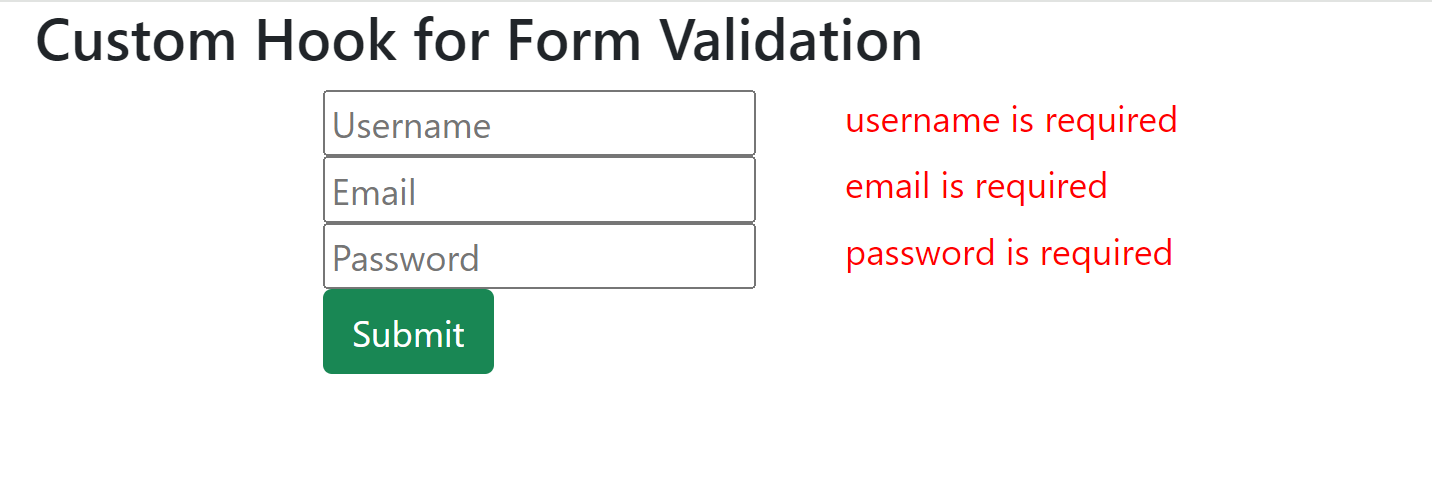 Custom Hook for Form Validation
Username username is required
Email email is required
Password password is required
Submit